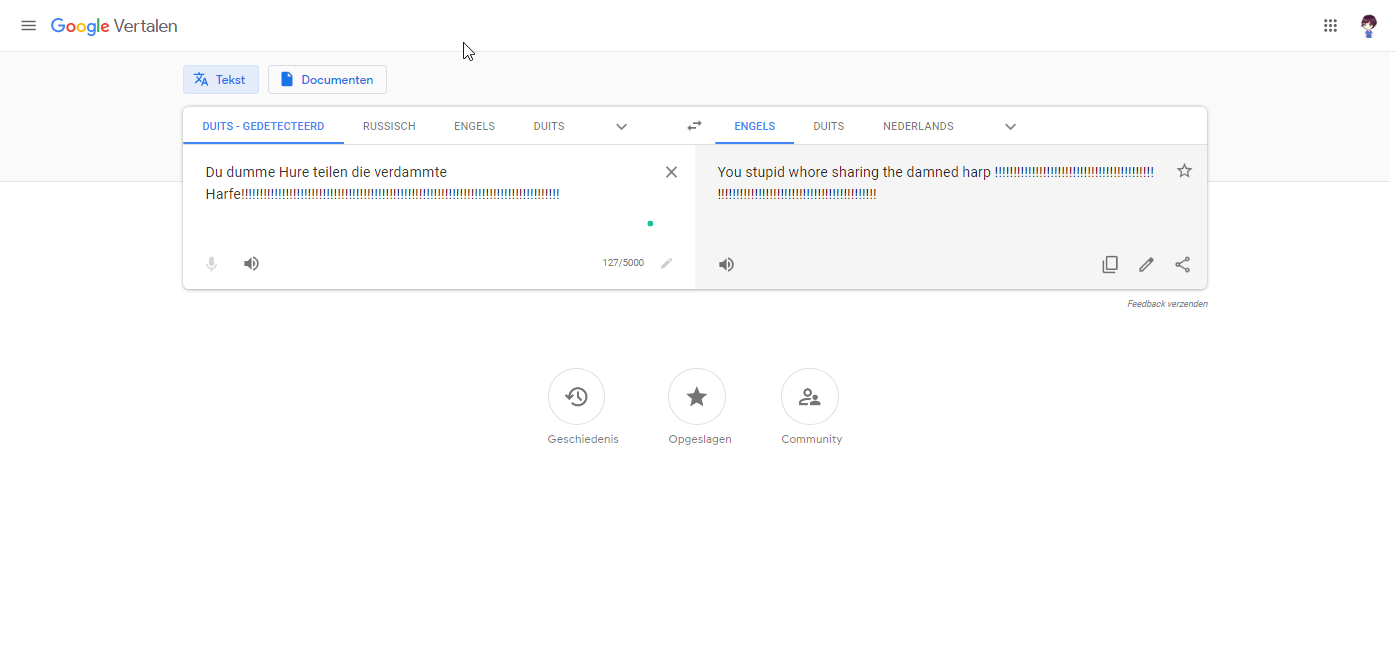 Google Vertalen
Tekst
Documenten
DUITS - GEDETECTEERD
RUSSISCH
ENGELS
DUITS
ENGELS
DUITS
NEDERLANDS
Du dumme Hure teilen die verdammte
Harfe!!!!!!!!!!!!!!!!!!!!!!!!!!!!!!!!!!!!!!!!!!!!!!!!!!!!!!!!!!!!!!!!!!!!!!!!!!!!!!!!!!!!!!!
127/5000
You stupid whore sharing the damned harp !!!!!!!!!!!!!!!!!!!!!!!!!!!!!!!!!!!!!!!!!!!!
!!!!!!!!!!!!!!!!!!!!!!!!!!!!!!!!!!!!!!!!!!!
Feedback verzenden
Geschiedenis
Opgeslagen
Community